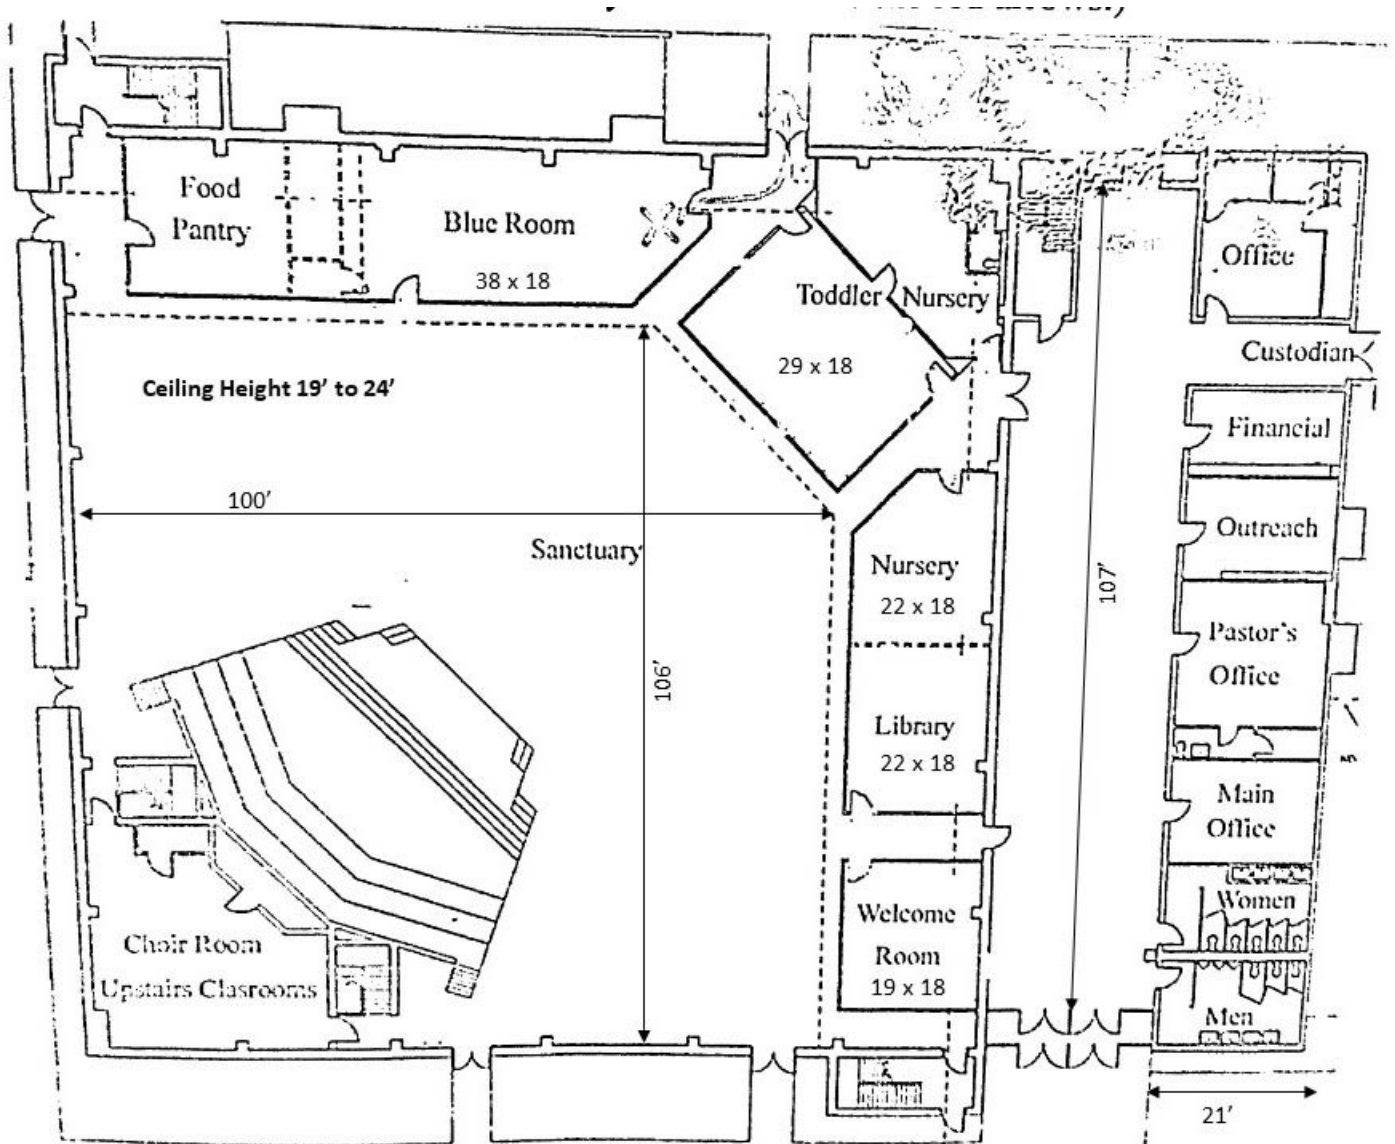 Food
Pantry
Blue Room
38 x 18
Toddler
Nursery
29 x 18
Office
Custodian
Ceiling Height 19’ to 24’
Financial
100’
Sanctuary
Outreach
Nursery
22 x 18
107’
Pastor's
Office
106’
Library
22 x 18
Main
Office
Women
Welcome
Room
19 x 18
Choir Room
Upstairs Clasrooms
Men
21’